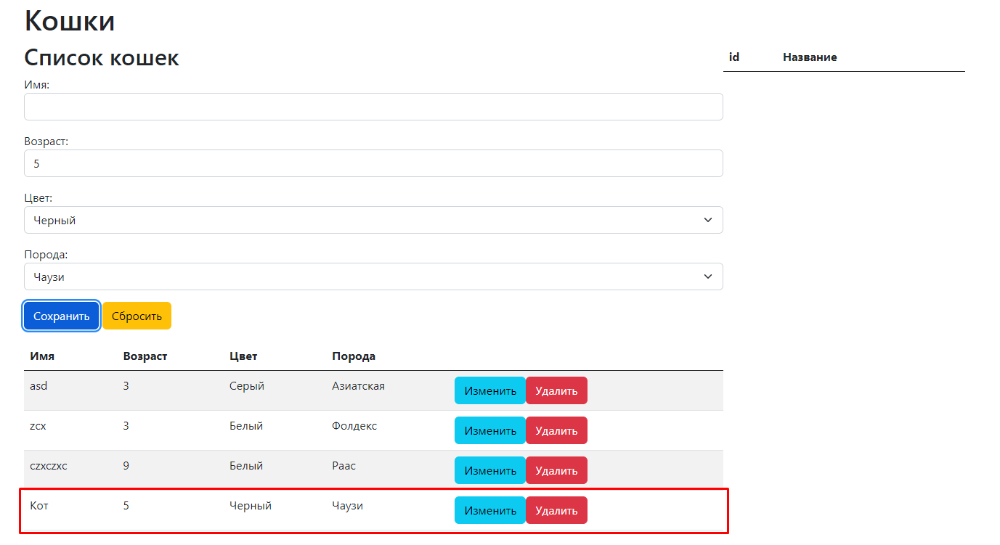 Кошки
Список кошек
id Название
Имя:
Возраст:
5
Цвет:
Черный
Порода:
Чаузи
Сохранить Сбросить
Имя Возраст Цвет Порода
asd 3 Серый Азиатская Изменить Удалить
zcx 3 Белый Фолдекс Изменить Удалить
czxczxc 9 Белый Раас Изменить Удалить
Кот 5 Черный Чаузи Изменить Удалить